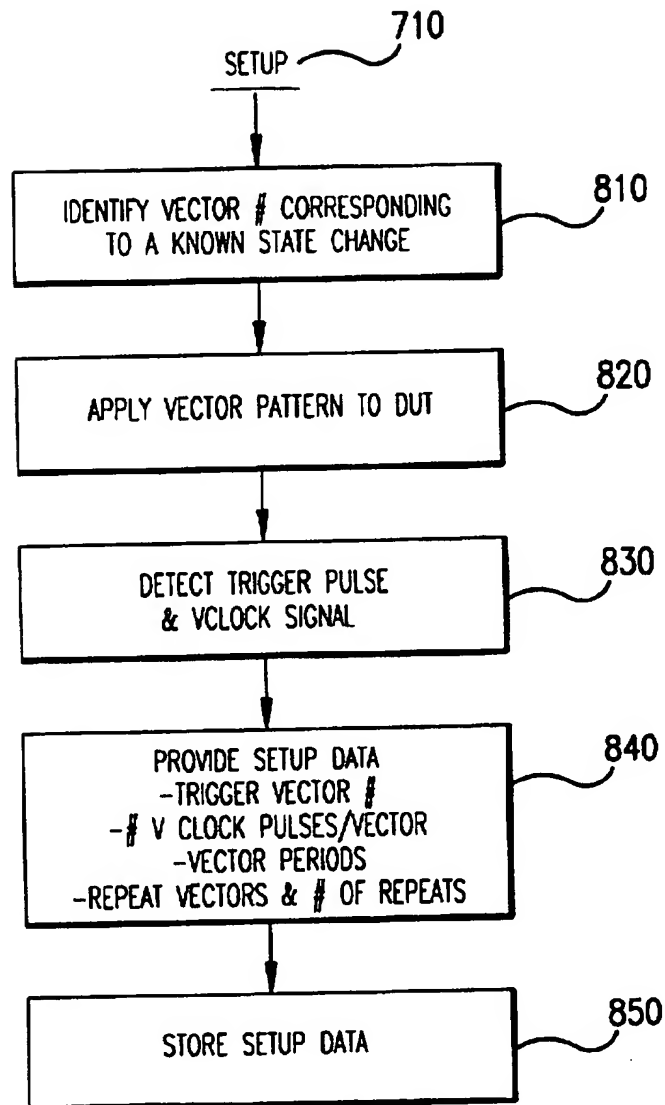 SETUP 710
IDENTIFY VECTOR # CORRESPONDING
TO A KNOWN STATE CHANGE
810
APPLY VECTOR PATTERN TO DUT
820
DETECT TRIGGER PULSE
& VCLOCK SIGNAL
830
PROVIDE SETUP DATA
-TRIGGER VECTOR #
-# V CLOCK PULSES/VECTOR
-VECTOR PERIODS
-REPEAT VECTORS & # OF REPEATS
840
STORE SETUP DATA
850